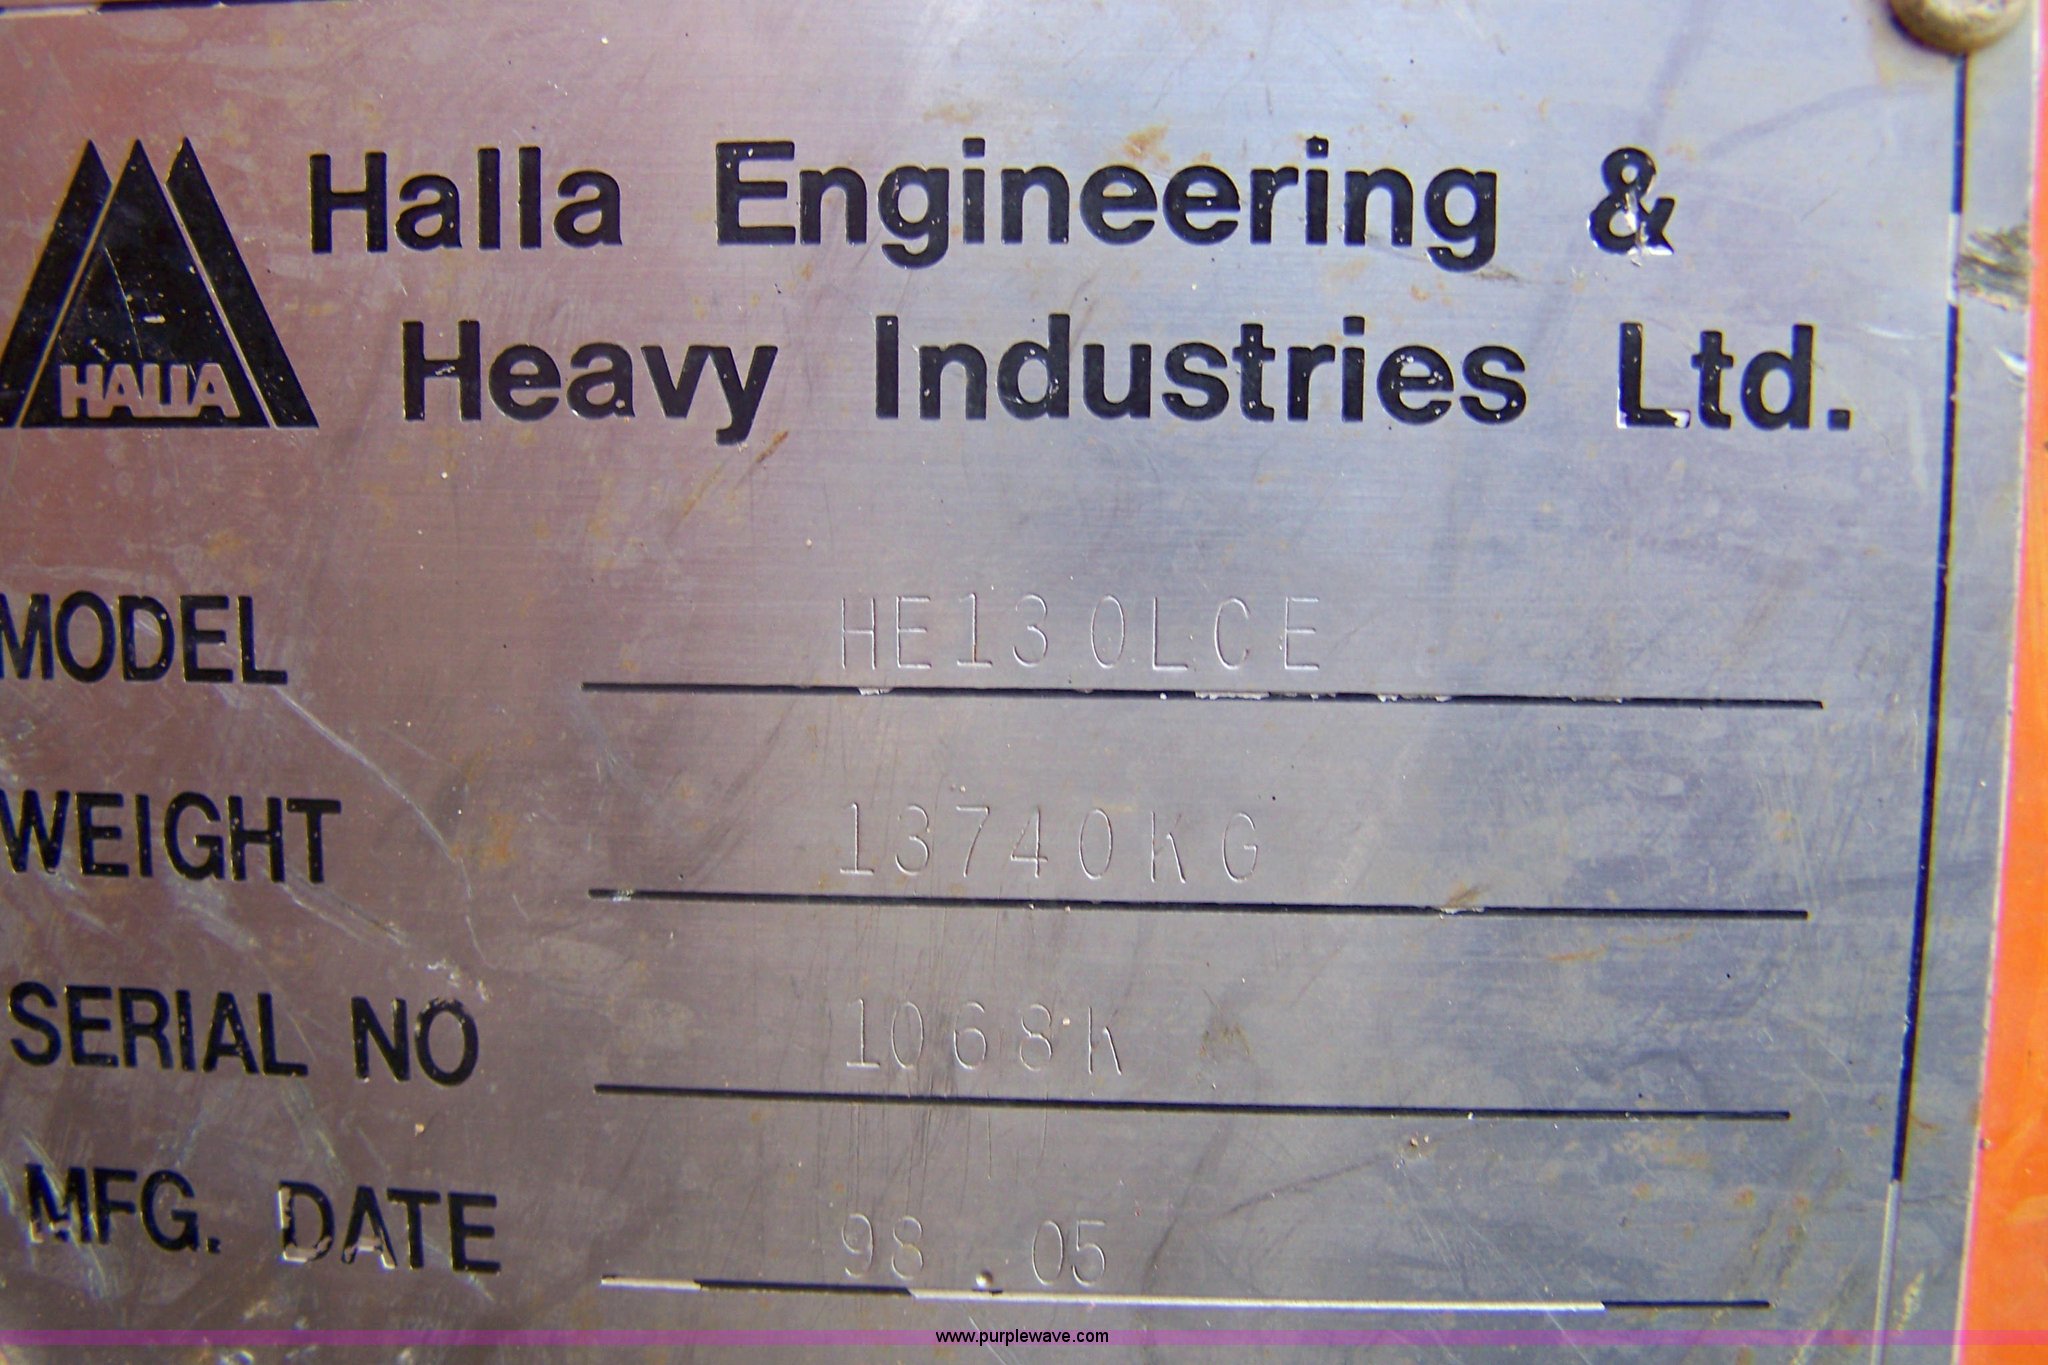 Halla Engineering &
HALLA
Heavy Industries Ltd.
MODEL HE130LCE
WEIGHT 13740KG
SERIAL NO 1068K
MFG. DATE 98.05
www.purplewave.com